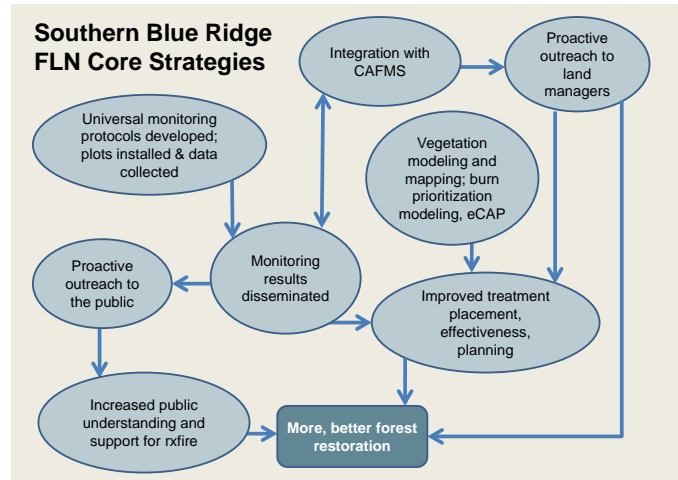 Southern Blue Ridge
FLN Core Strategies
Integration with
CAFMS
Proactive
outreach to
land
managers
Universal monitoring
protocols developed;
plots installed & data
collected
Vegetation
modeling and
mapping; burn
prioritization
modeling, eCAP
Monitoring
results
disseminated
Proactive
outreach to
the public
Improved treatment
placement,
effectiveness,
planning
Increased public
understanding and
support for rxfire
More, better forest
restoration